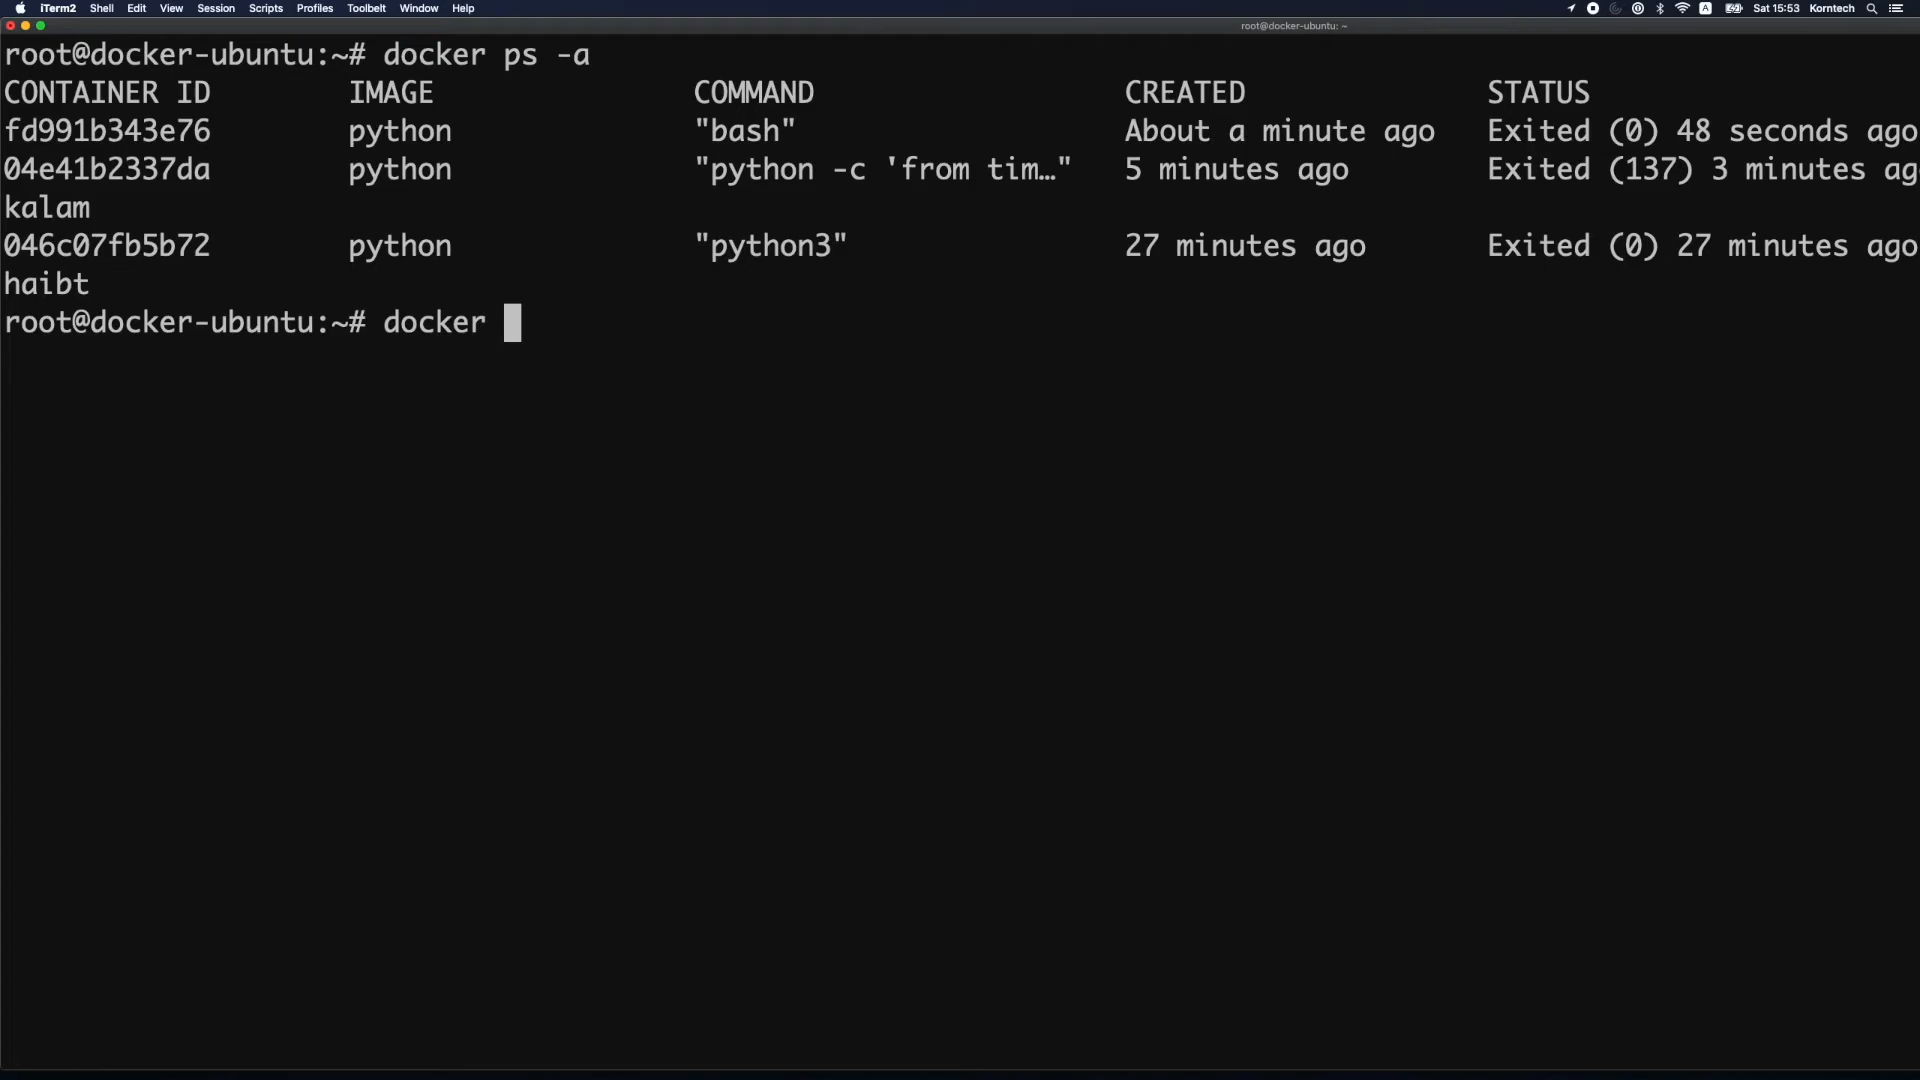 iTerm2 Shell Edit View Session Scripts Profiles Toolbelt Window Help A Sat 15:53 Korntech
root@docker-ubuntu: ~
root@docker-ubuntu:~# docker ps -a
CONTAINER ID IMAGE COMMAND CREATED STATUS
fd991b343e76 python "bash" About a minute ago Exited (0) 48 seconds ago
04e41b2337da python "python -c 'from tim…" 5 minutes ago Exited (137) 3 minutes ag
kalam
046c07fb5b72 python "python3" 27 minutes ago Exited (0) 27 minutes ago
haibt
root@docker-ubuntu:~# docker